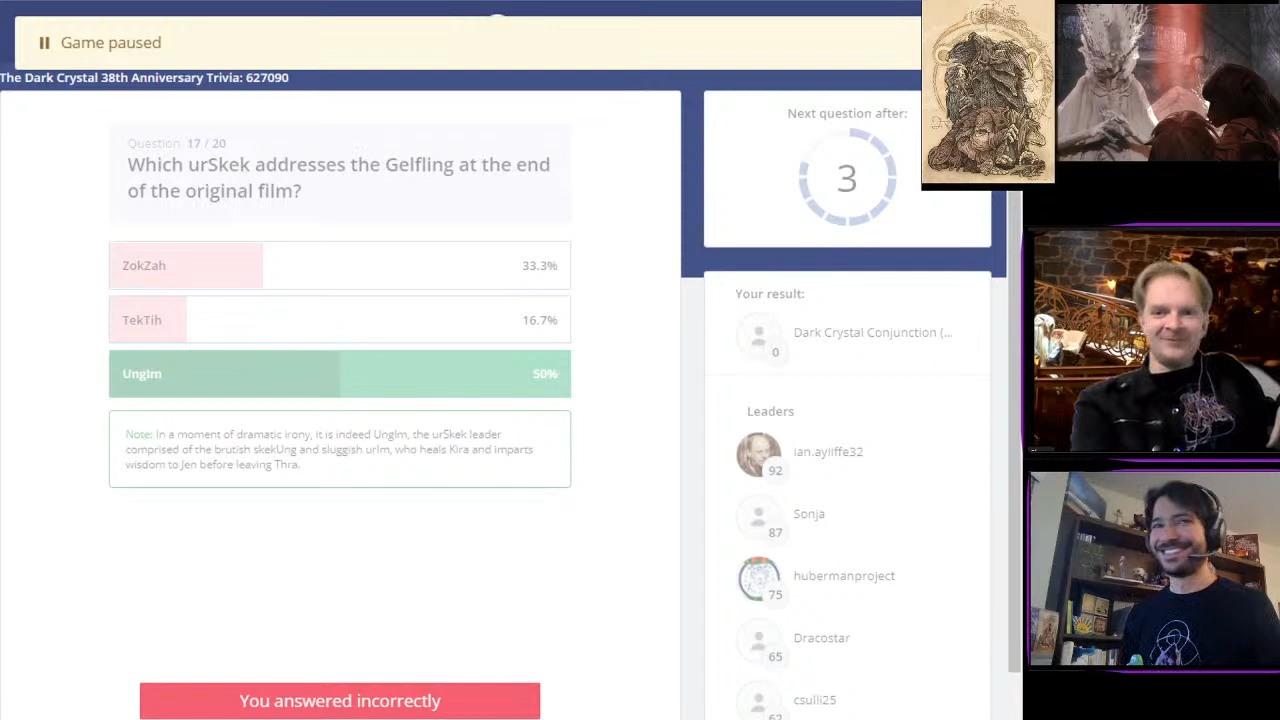 Game paused
The Dark Crystal 38th Anniversary Trivia: 627090
Question 17 / 20
Which urSkek addresses the Gelfling at the end
of the original film?
ZokZah 33.3%
TekTih 16.7%
UngIm 50%
Note: In a moment of dramatic irony, it is indeed UngIm, the urSkek leader
comprised of the brutish skekUng and sluggish urIm, who heals Kira and imparts
wisdom to Jen before leaving Thra.
You answered incorrectly
Next question after:
3
Your result:
Dark Crystal Conjunction (...
0
Leaders
ian.ayliffe32
92
Sonja
87
hubermanproject
75
Dracostar
65
csulli25
62